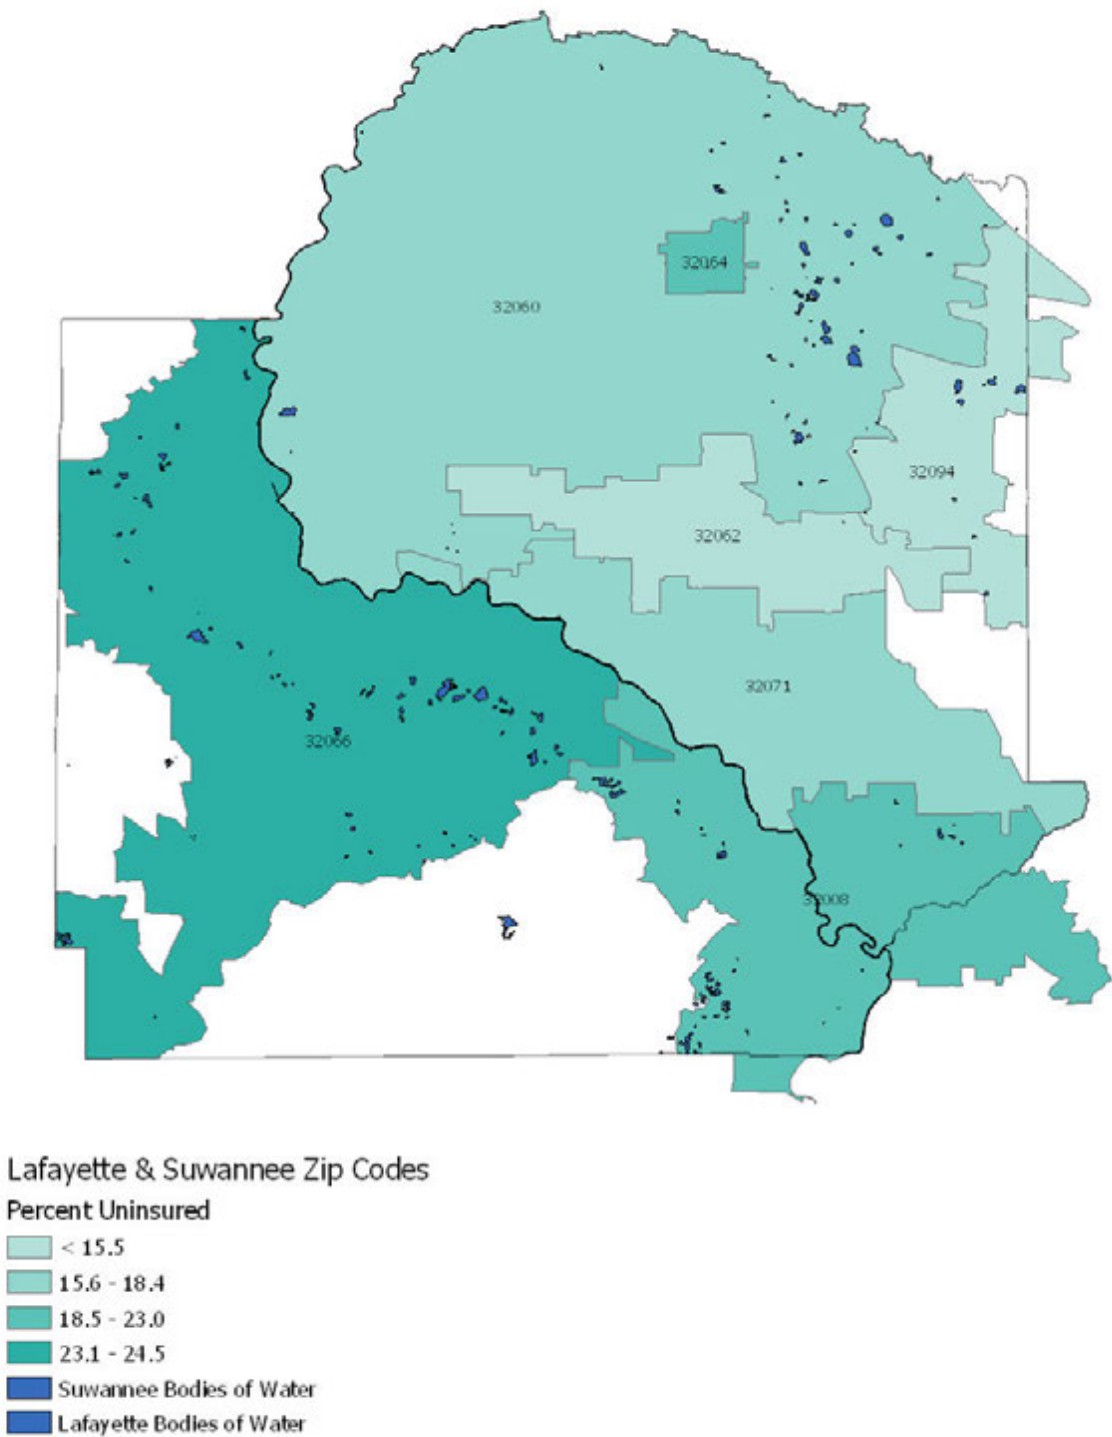 32064
32060
32094
32062
32071
32066
32008
Lafayette & Suwannee Zip Codes
Percent Uninsured
< 15.5
15.6 - 18.4
18.5 - 23.0
23.1 - 24.5
Suwannee Bodies of Water
Lafayette Bodies of Water